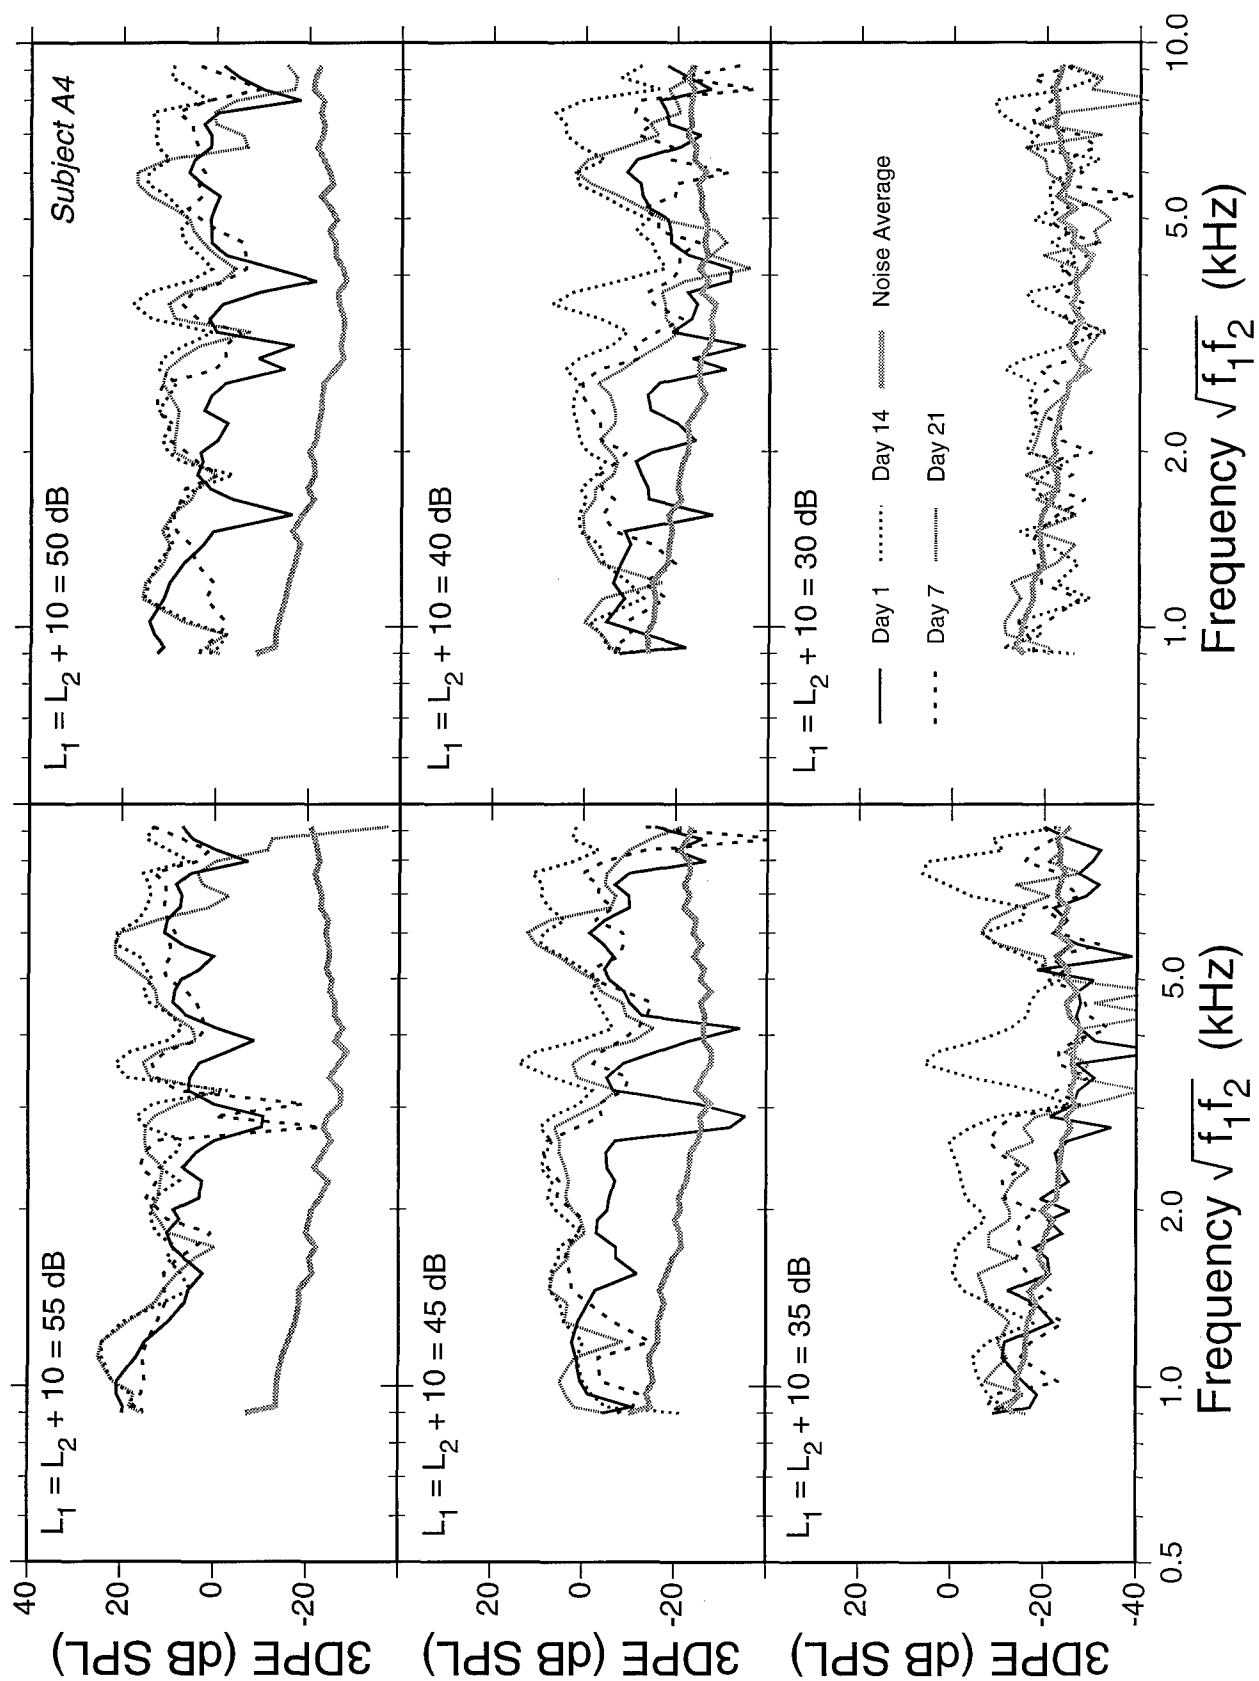 Subject A4
L1 = L2 + 10 = 55 dB
L1 = L2 + 10 = 50 dB
40
20
0
-20
3DPE (dB SPL)
L1 = L2 + 10 = 45 dB
L1 = L2 + 10 = 40 dB
20
0
-20
3DPE (dB SPL)
L1 = L2 + 10 = 35 dB
L1 = L2 + 10 = 30 dB
Day 1
Day 14
Noise Average
Day 7
Day 21
20
0
-20
-40
3DPE (dB SPL)
0.5
1.0
2.0
5.0
1.0
2.0
5.0
10.0
Frequency √f1f2 (kHz)
Frequency √f1f2 (kHz)